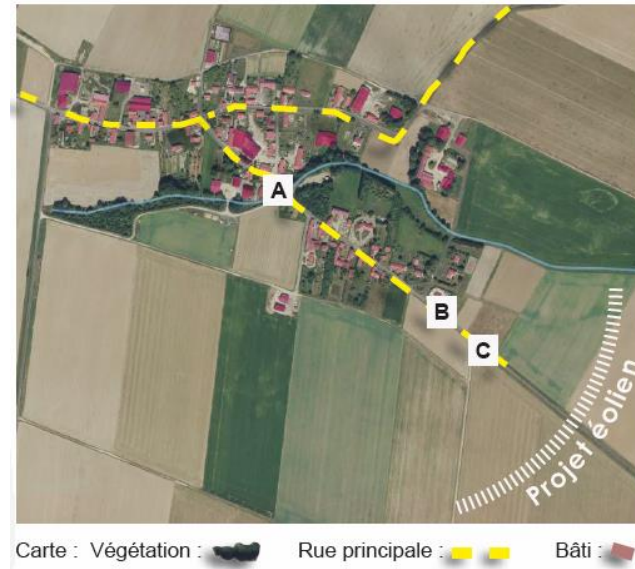 A
B
C
Projet éolien
Carte : Végétation : Rue principale : Bâti :